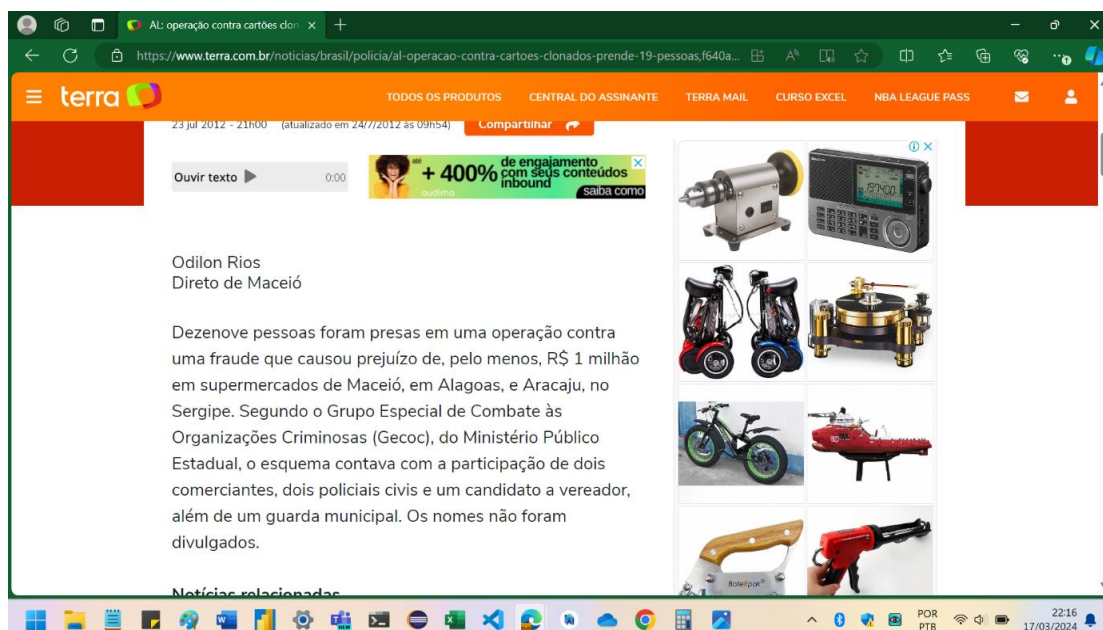 AL: operação contra cartões clon
https://www.terra.com.br/noticias/brasil/policia/al-operacao-contra-cartoes-clonados-prende-19-pessoas,f640a...
terra
TODOS OS PRODUTOS CENTRAL DO ASSINANTE TERRA MAIL CURSO EXCEL NBA LEAGUE PASS
23 jul 2012 - 21h00 (atualizado em 24/7/2012 às 09h54) Compartilhar
Ouvir texto 0:00
até
+ 400% de engajamento
com seus conteúdos
inbound
audima
saiba como
Odilon Rios
Direto de Maceió
Dezenove pessoas foram presas em uma operação contra
uma fraude que causou prejuízo de, pelo menos, R$ 1 milhão
em supermercados de Maceió, em Alagoas, e Aracaju, no
Sergipe. Segundo o Grupo Especial de Combate às
Organizações Criminosas (Gecoc), do Ministério Público
Estadual, o esquema contava com a participação de dois
comerciantes, dois policiais civis e um candidato a vereador,
além de um guarda municipal. Os nomes não foram
divulgados.
Notícias relacionadas
POR
PTB
22:16
17/03/2024